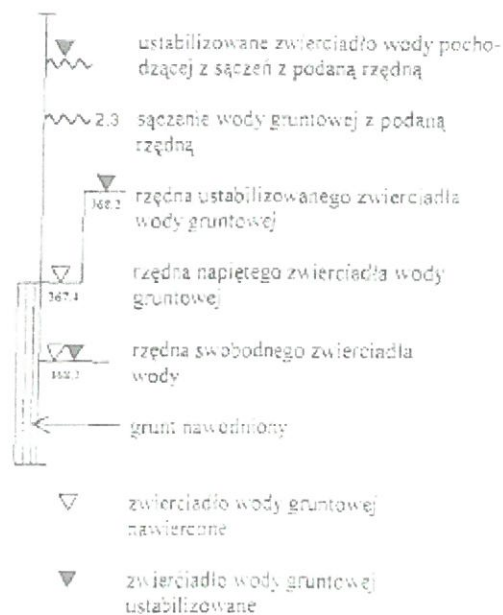 ustabilizowane zwierciadło wody pocho-
dzącej z sączeń z podaną rzędną
2.3 sączenie wody gruntowej z podaną
rzędną
368.2 rzędna ustabilizowanego zwierciadła
wody gruntowej
367.4 rzędna napiętego zwierciadła wody
gruntowej
rzędna swobodnego zwierciadła
wody
grunt nawodniony
zwierciadło wody gruntowej
nawiercone
zwierciadło wody gruntowej
ustabilizowane